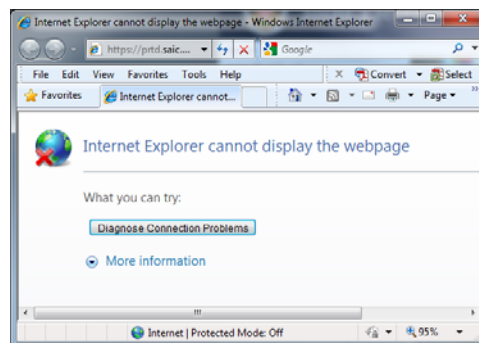 Internet Explorer cannot display the webpage - Windows Internet Explorer
https://prtd.saic.... Google
File Edit View Favorites Tools Help x Convert Select
Favorites Internet Explorer cannot... Page »
Internet Explorer cannot display the webpage
What you can try:
Diagnose Connection Problems
More information
Internet | Protected Mode: Off 95%